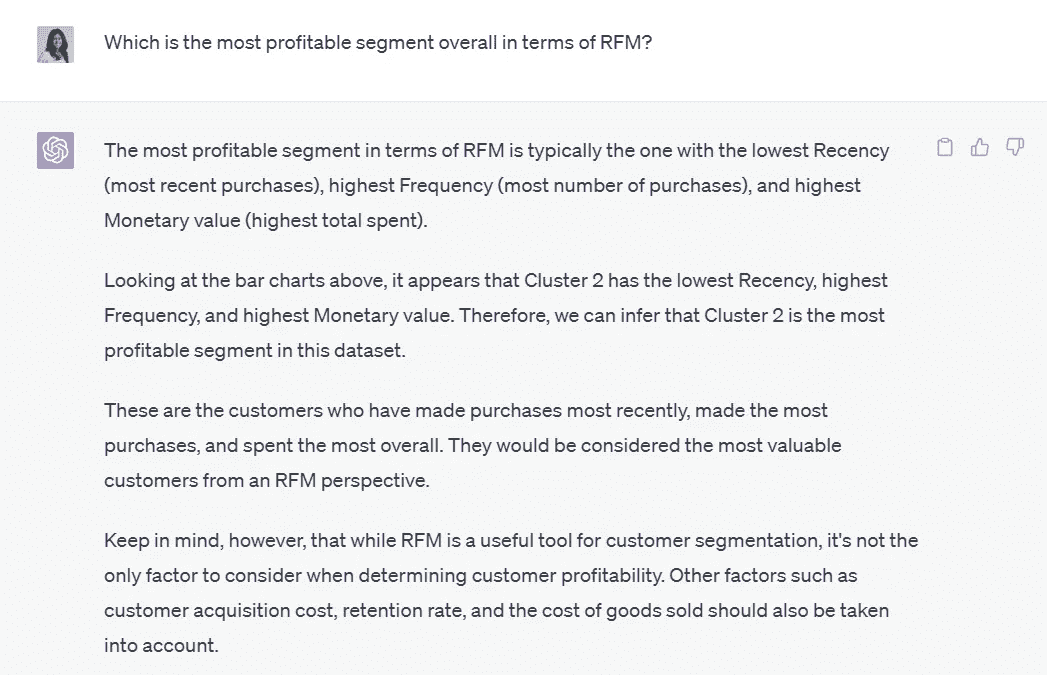 Which is the most profitable segment overall in terms of RFM?
The most profitable segment in terms of RFM is typically the one with the lowest Recency
(most recent purchases), highest Frequency (most number of purchases), and highest
Monetary value (highest total spent).
Looking at the bar charts above, it appears that Cluster 2 has the lowest Recency, highest
Frequency, and highest Monetary value. Therefore, we can infer that Cluster 2 is the most
profitable segment in this dataset.
These are the customers who have made purchases most recently, made the most
purchases, and spent the most overall. They would be considered the most valuable
customers from an RFM perspective.
Keep in mind, however, that while RFM is a useful tool for customer segmentation, it's not the
only factor to consider when determining customer profitability. Other factors such as
customer acquisition cost, retention rate, and the cost of goods sold should also be taken
into account.